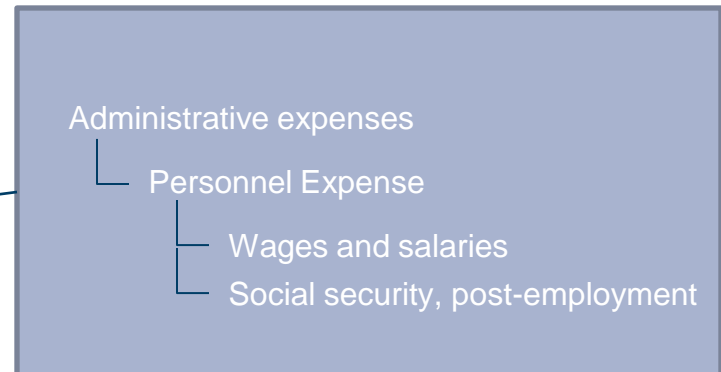 Administrative expenses
Personnel Expense
Wages and salaries
Social security, post-employment